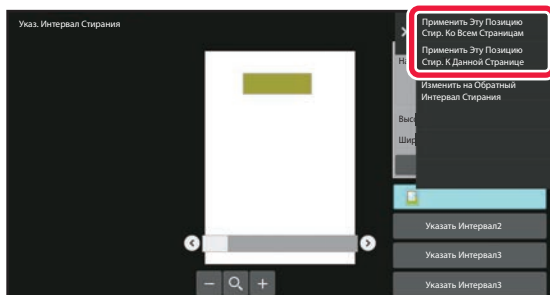 Указ. Интервал Стирания
Применить Эту Позицию
Стир. Ко Всем Страницам
Применить Эту Позицию
Стир. К Данной Странице
Изменить на Обратный
Интервал Стирания
Указать Интервал2
Указать Интервал3
Указать Интервал3